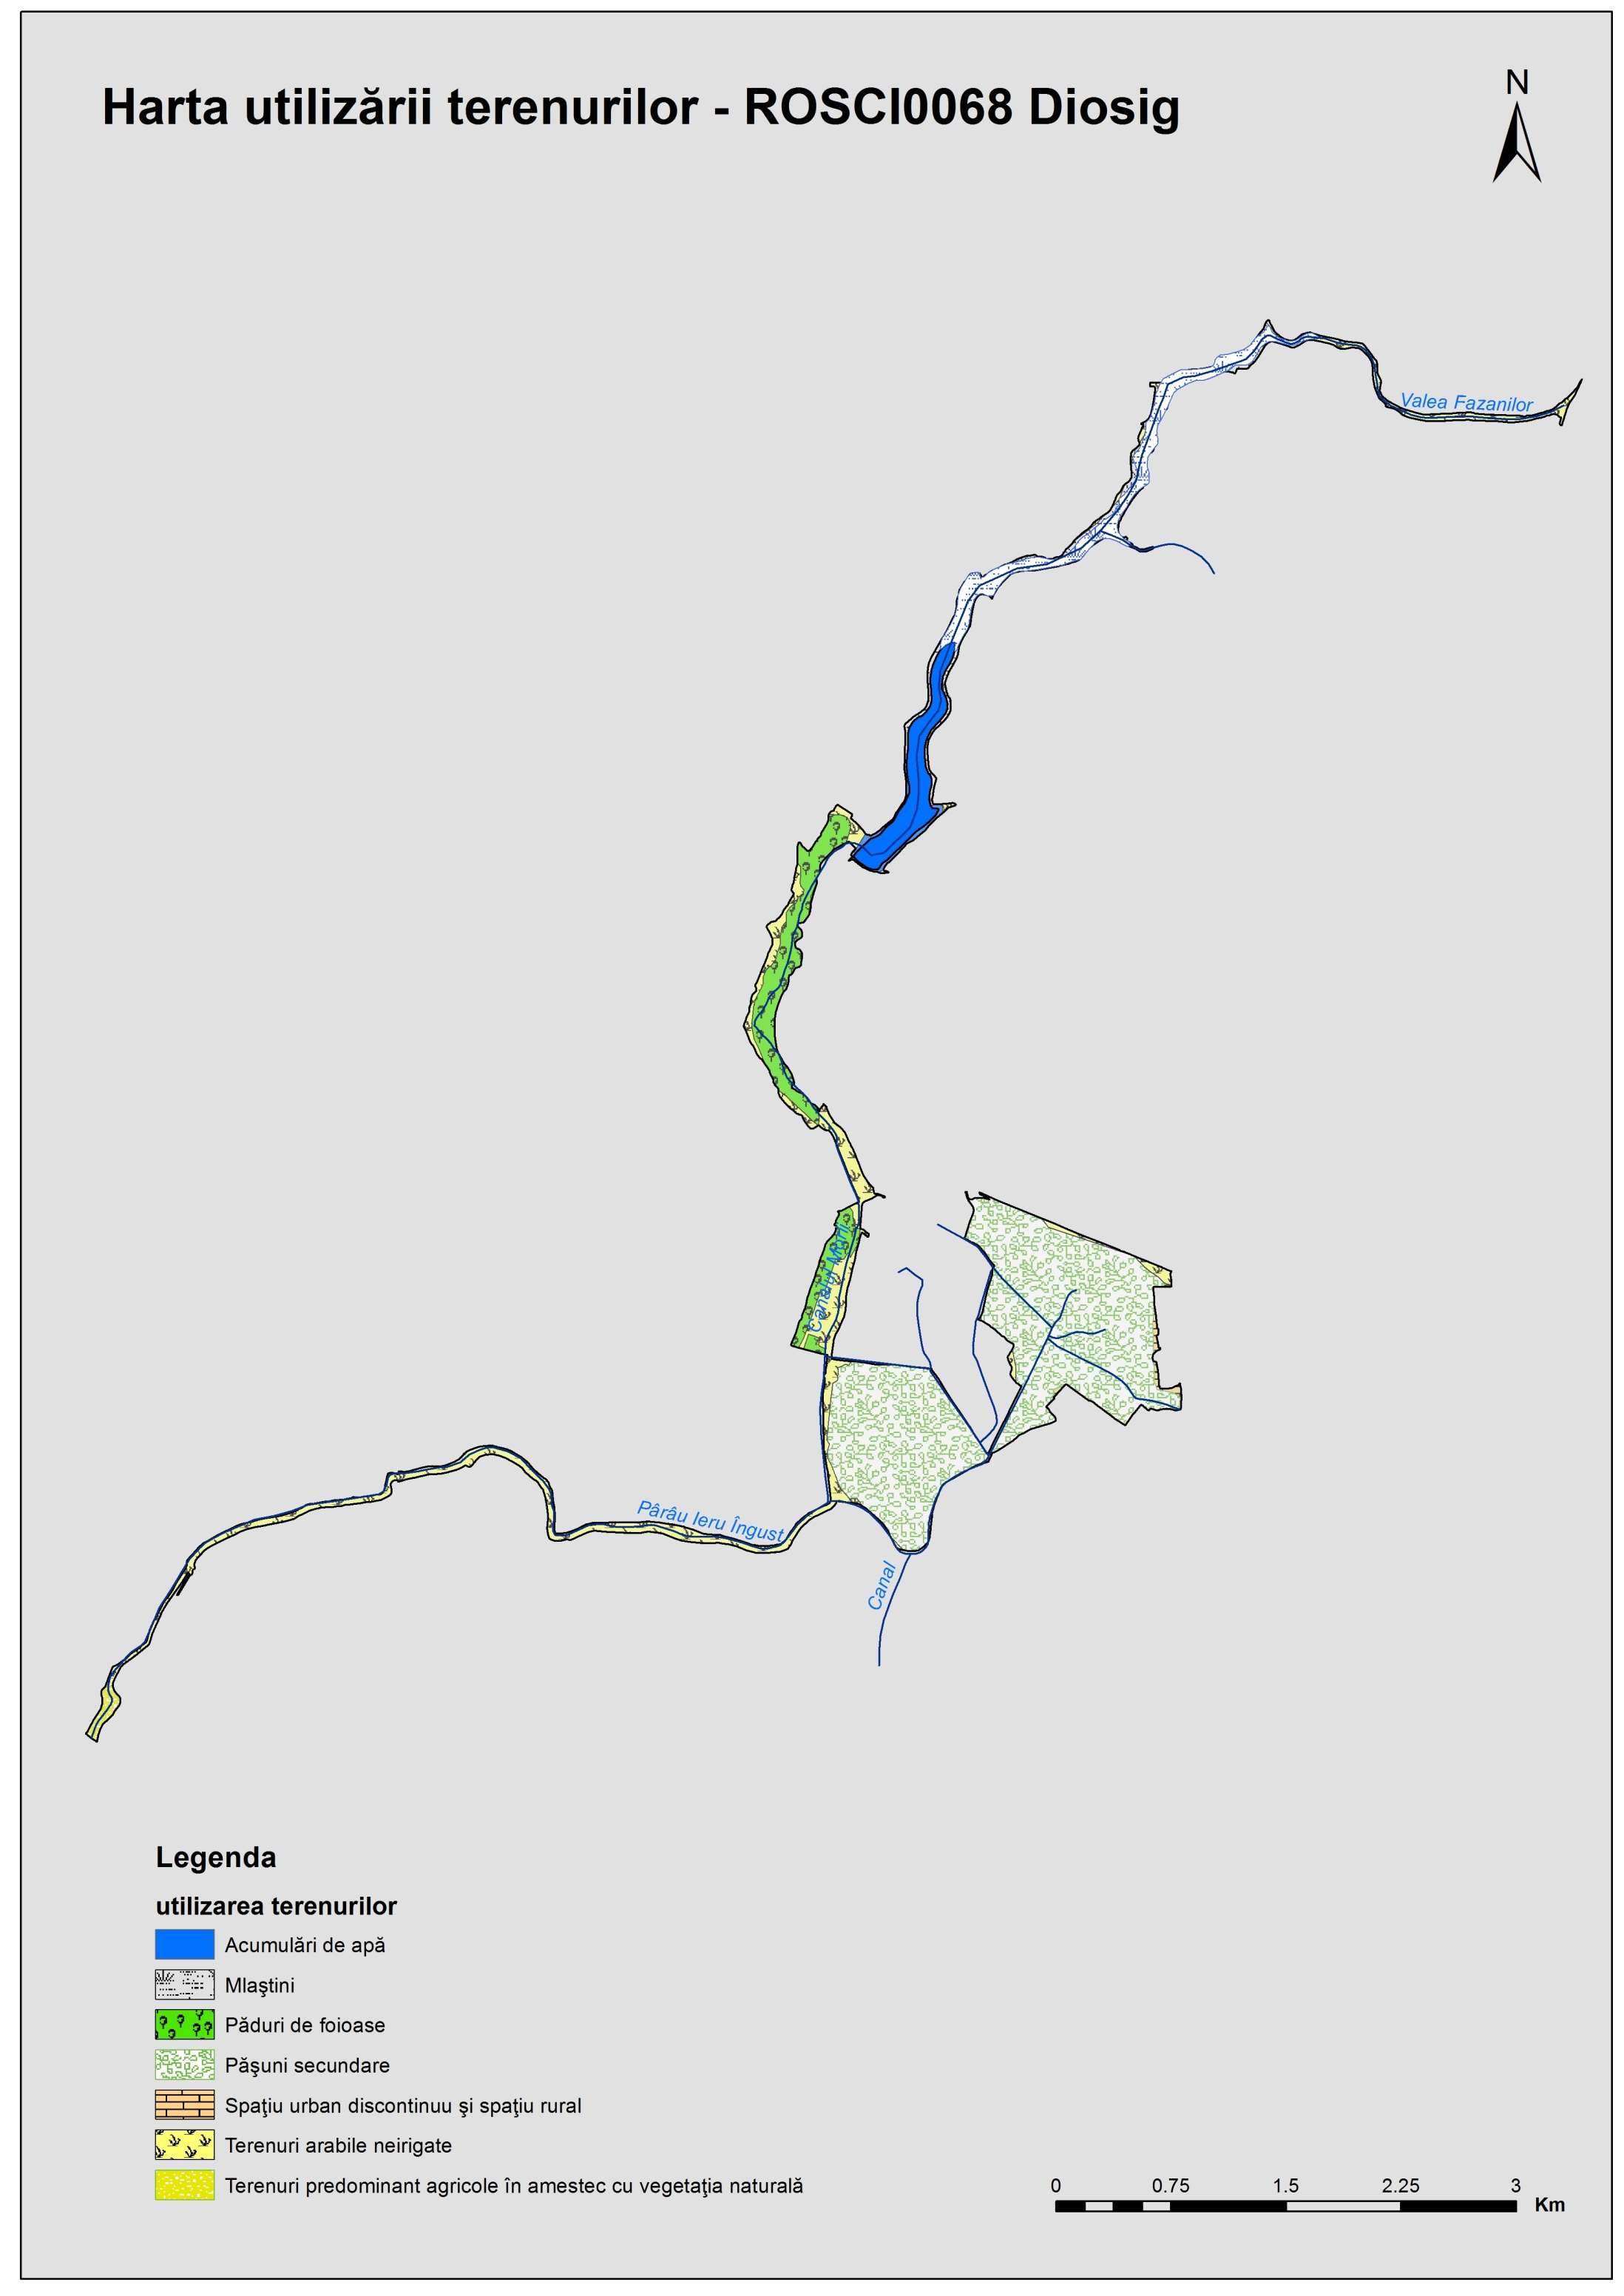 Harta utilizării terenurilor - ROSCI0068 Diosig
N
Valea Fazanilor
Canalul Morii
Pârâu Ieru Îngust
Canal
Legenda
utilizarea terenurilor
Acumulări de apă
Mlaştini
Păduri de foioase
Păşuni secundare
Spaţiu urban discontinuu şi spaţiu rural
Terenuri arabile neirigate
Terenuri predominant agricole în amestec cu vegetaţia naturală
0 0.75 1.5 2.25 3
Km